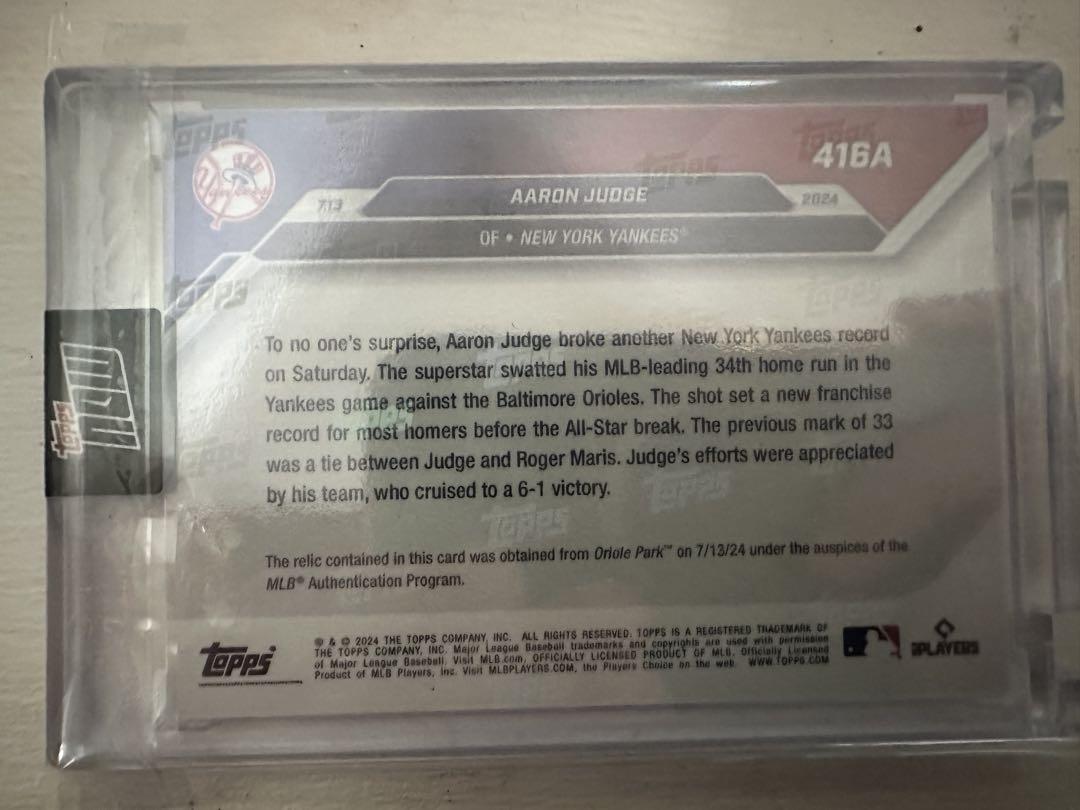 416A
Yankees
AARON JUDGE
7.13
2024
OF • NEW YORK YANKEES®
To no one's surprise, Aaron Judge broke another New York Yankees record
on Saturday. The superstar swatted his MLB-leading 34th home run in the
Yankees game against the Baltimore Orioles. The shot set a new franchise
record for most homers before the All-Star break. The previous mark of 33
was a tie between Judge and Roger Maris. Judge's efforts were appreciated
by his team, who cruised to a 6-1 victory.
The relic contained in this card was obtained from Oriole Park™ on 7/13/24 under the auspices of the
MLB® Authentication Program.
topps
® & © 2024 THE TOPPS COMPANY, INC. ALL RIGHTS RESERVED. TOPPS IS A REGISTERED TRADEMARK OF
THE TOPPS COMPANY, INC. Major League Baseball trademarks and copyrights are used with permission
of Major League Baseball. Visit MLB.com. OFFICIALLY LICENSED PRODUCT OF MLB. Officially Licensed
Product of MLB Players, Inc. Visit MLBPLAYERS.COM, the Players Choice on the web. WWW.TOPPS.COM
PLAYERS
topps NOW